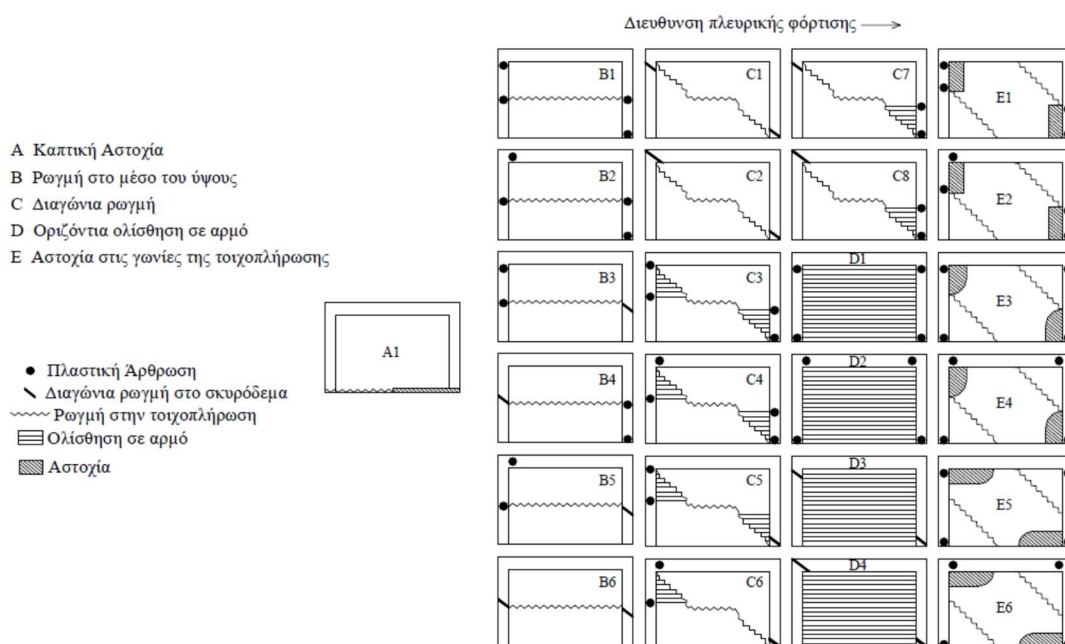 Διευθυνση πλευρικής φόρτισης
A Καπτική Αστοχία
B Ρωγμή στο μέσο του ύψους
C Διαγώνια ρωγμή
D Οριζόντια ολίσθηση σε αρμό
E Αστοχία στις γωνίες της τοιχοπλήρωσης
Πλαστική Άρθρωση
Διαγώνια ρωγμή στο σκυρόδεμα
Ρωγμή στην τοιχοπλήρωση
Ολίσθηση σε αρμό
Αστοχία
A1
B1 C1 C7 E1
B2 C2 C8 E2
B3 C3 D1 E3
B4 C4 D2 E4
B5 C5 D3 E5
B6 C6 D4 E6